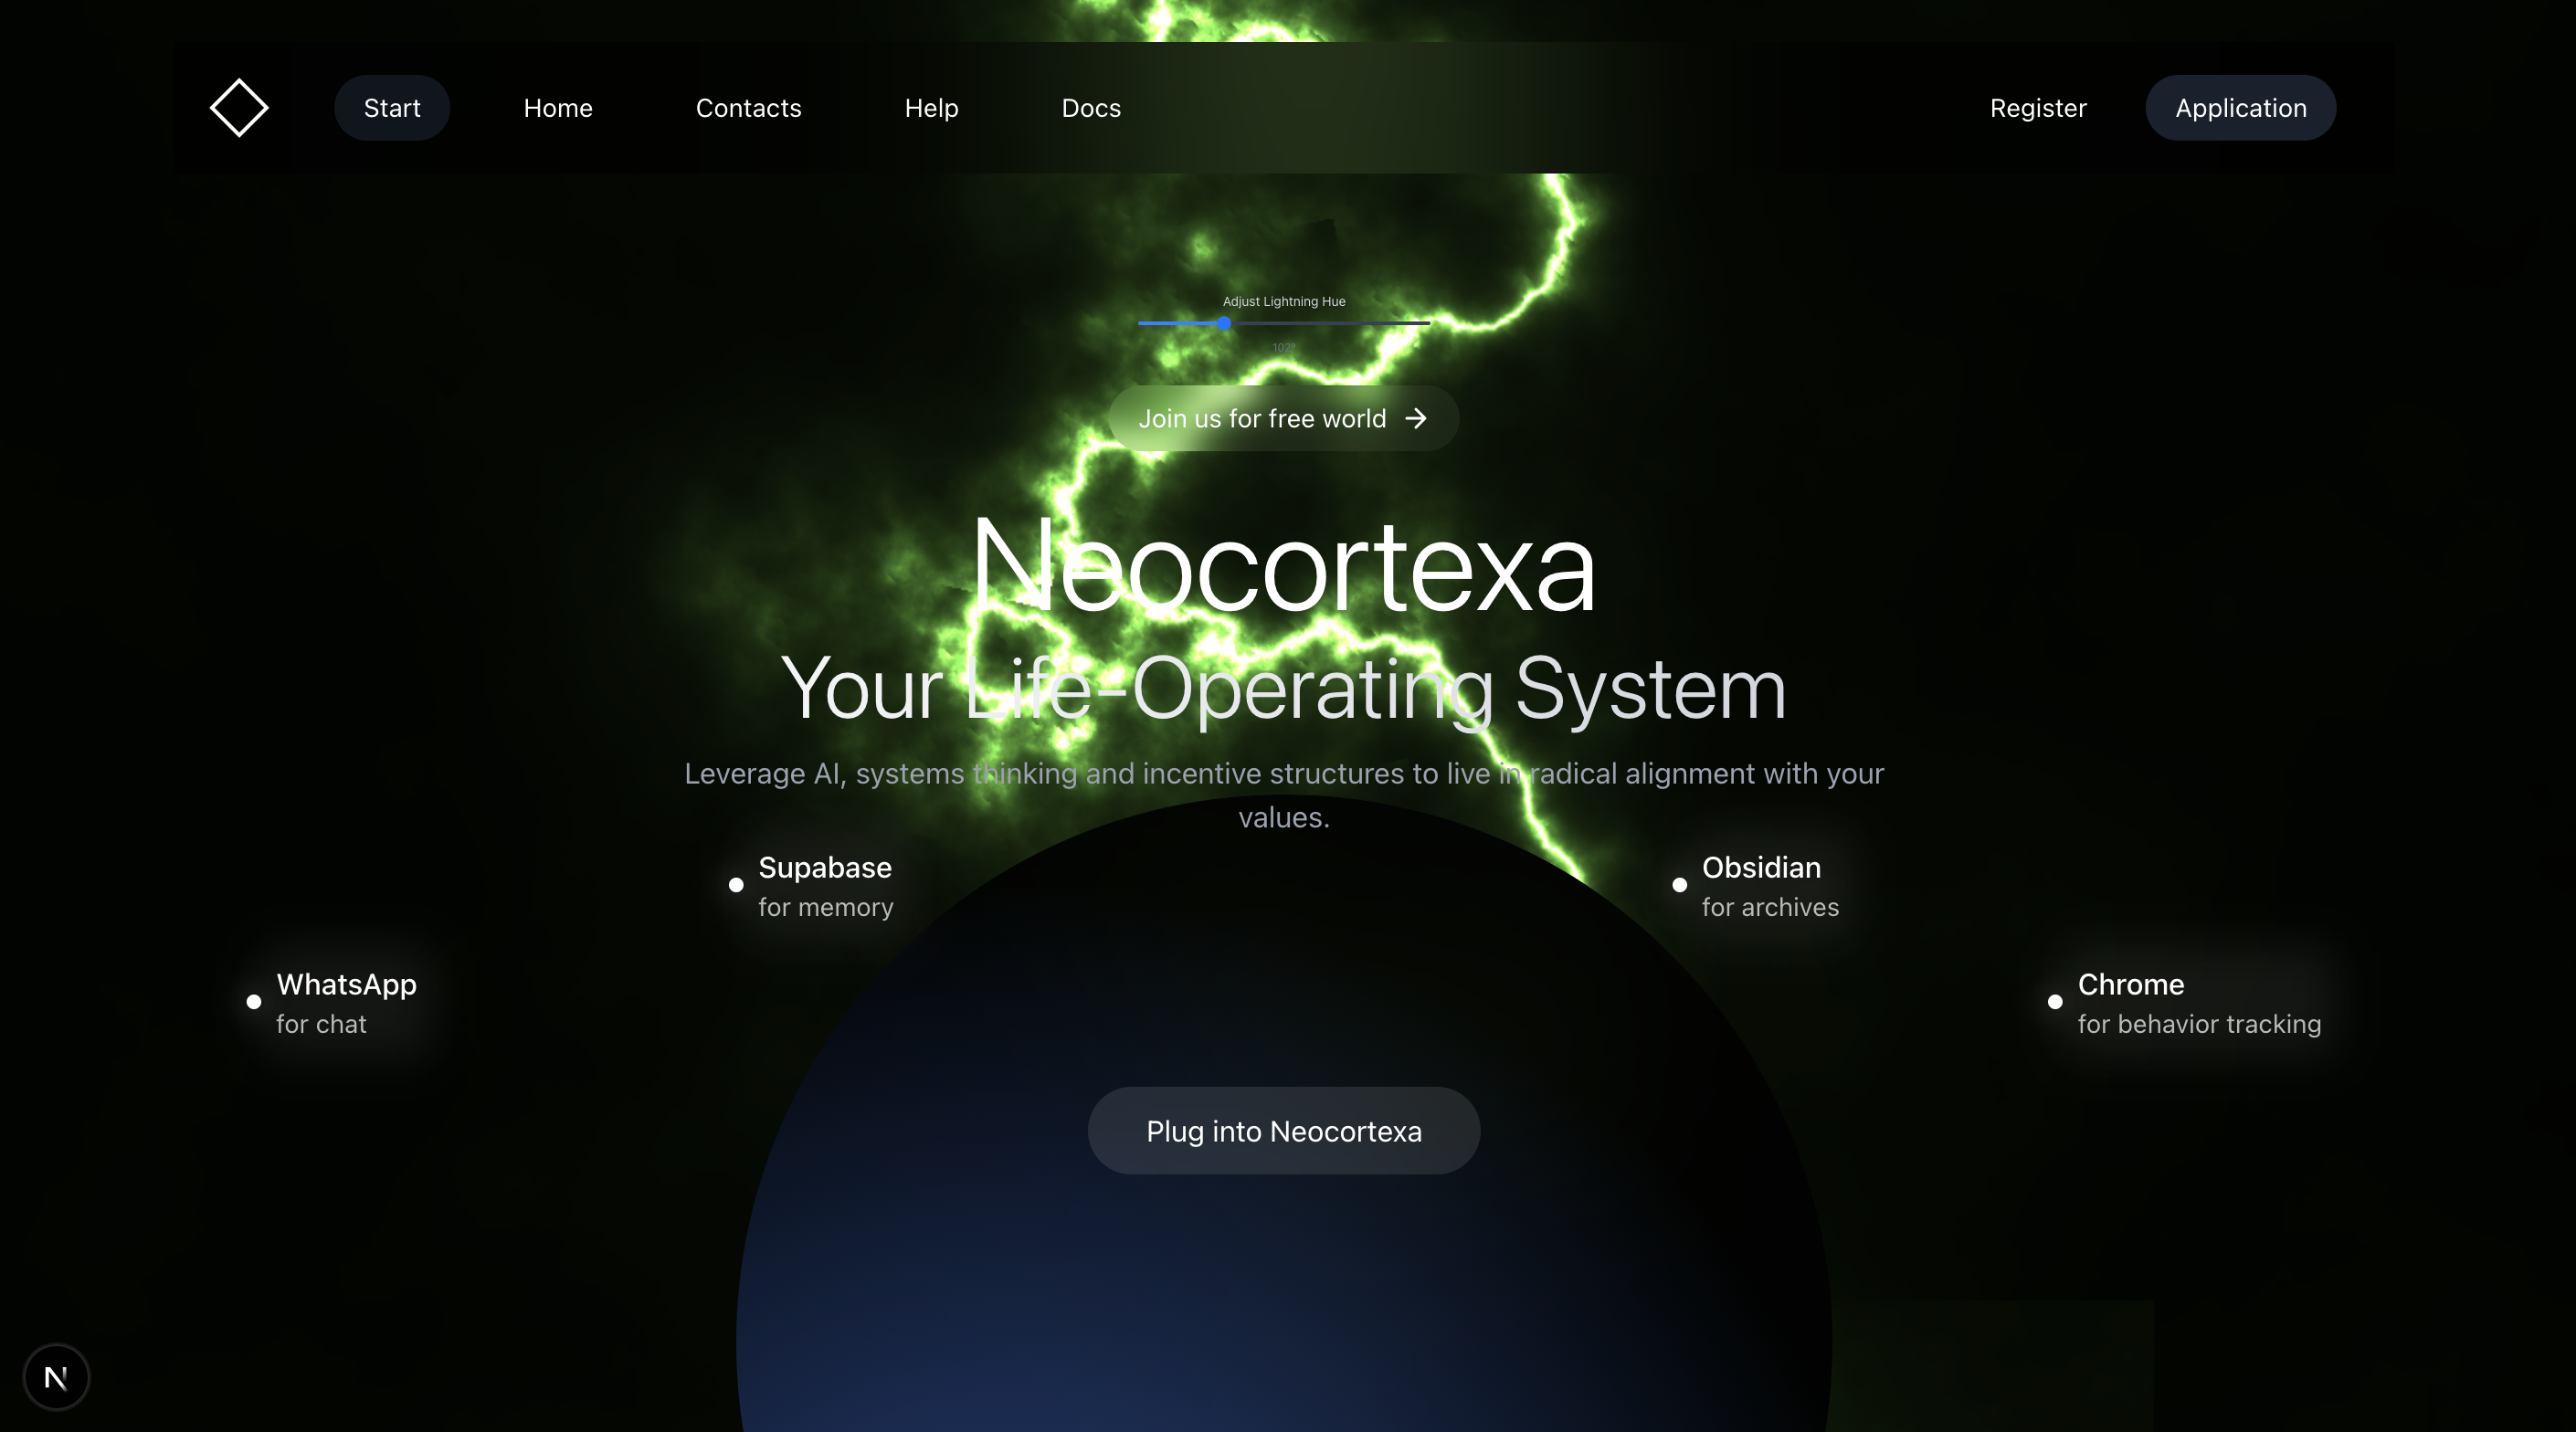 Start
Home
Contacts
Help
Docs
Register
Application
Adjust Lightning Hue
102°
Join us for free world →
Neocortexa
Your Life-Operating System
Leverage AI, systems thinking and incentive structures to live in radical alignment with your
values.
Supabase
for memory
Obsidian
for archives
WhatsApp
for chat
Chrome
for behavior tracking
Plug into Neocortexa
N